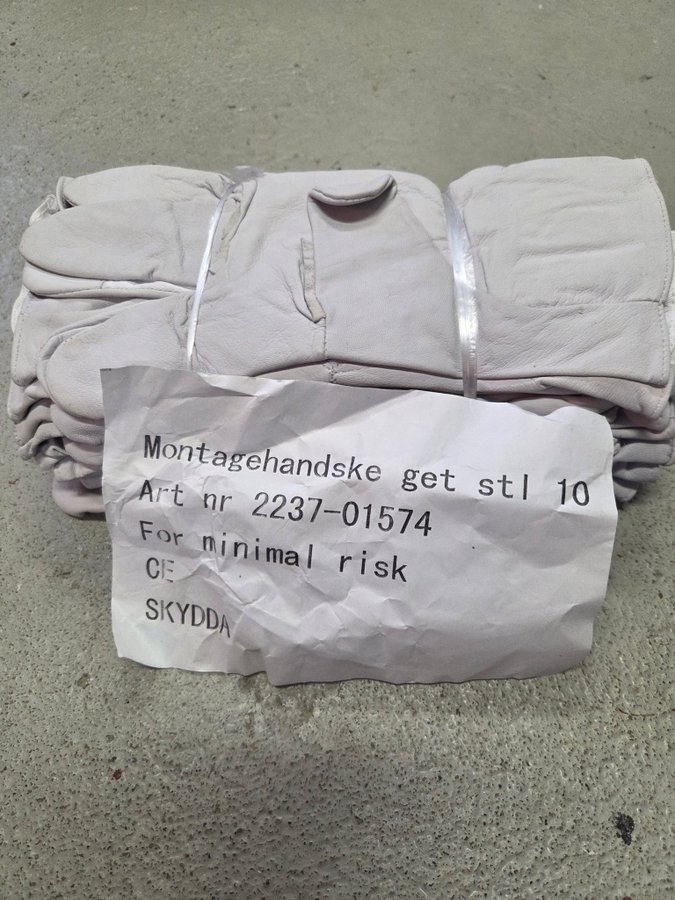 Montagehandske get stl 10
Art nr 2237-01574
For minimal risk
CE
SKYDDA